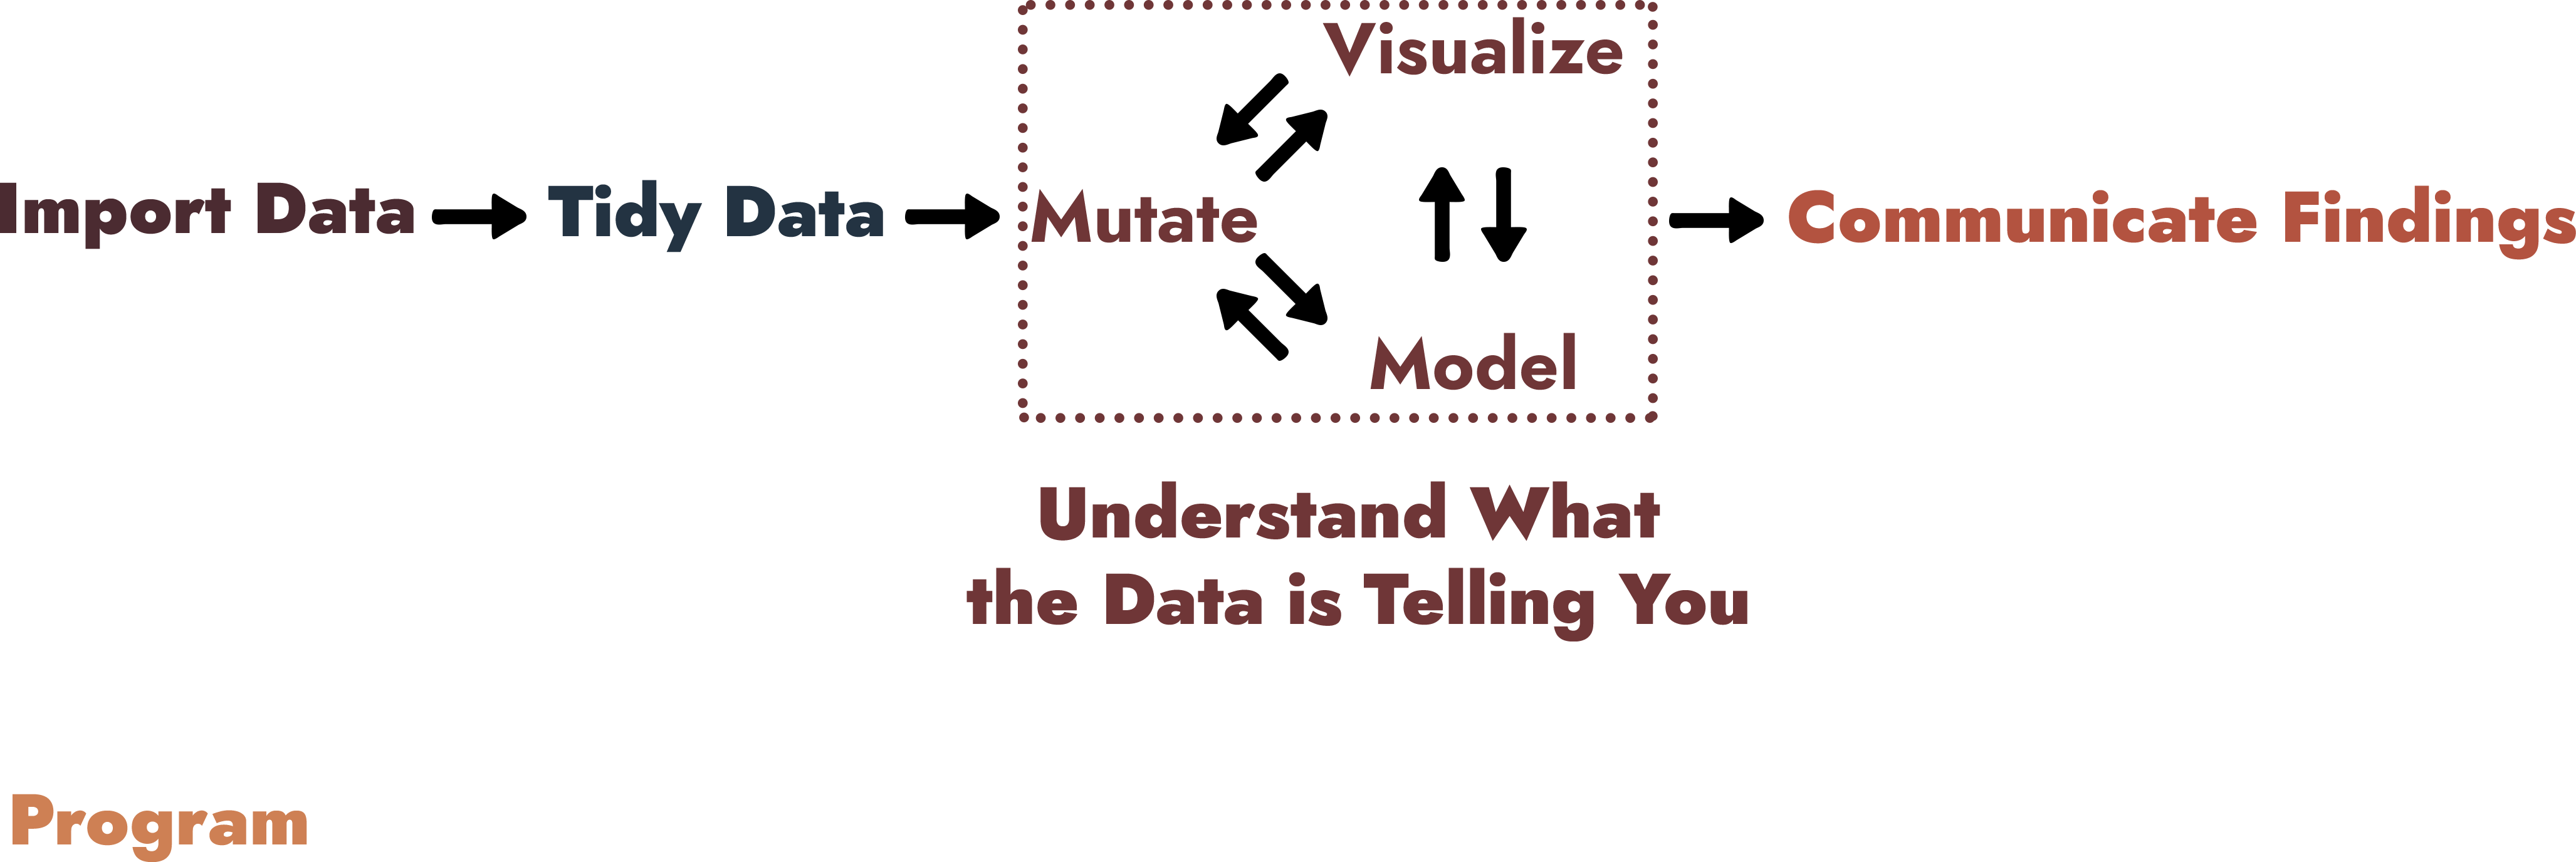 Import Data
Tidy Data
Visualize
Mutate
Model
Understand What
the Data is Telling You
Communicate Findings
Program